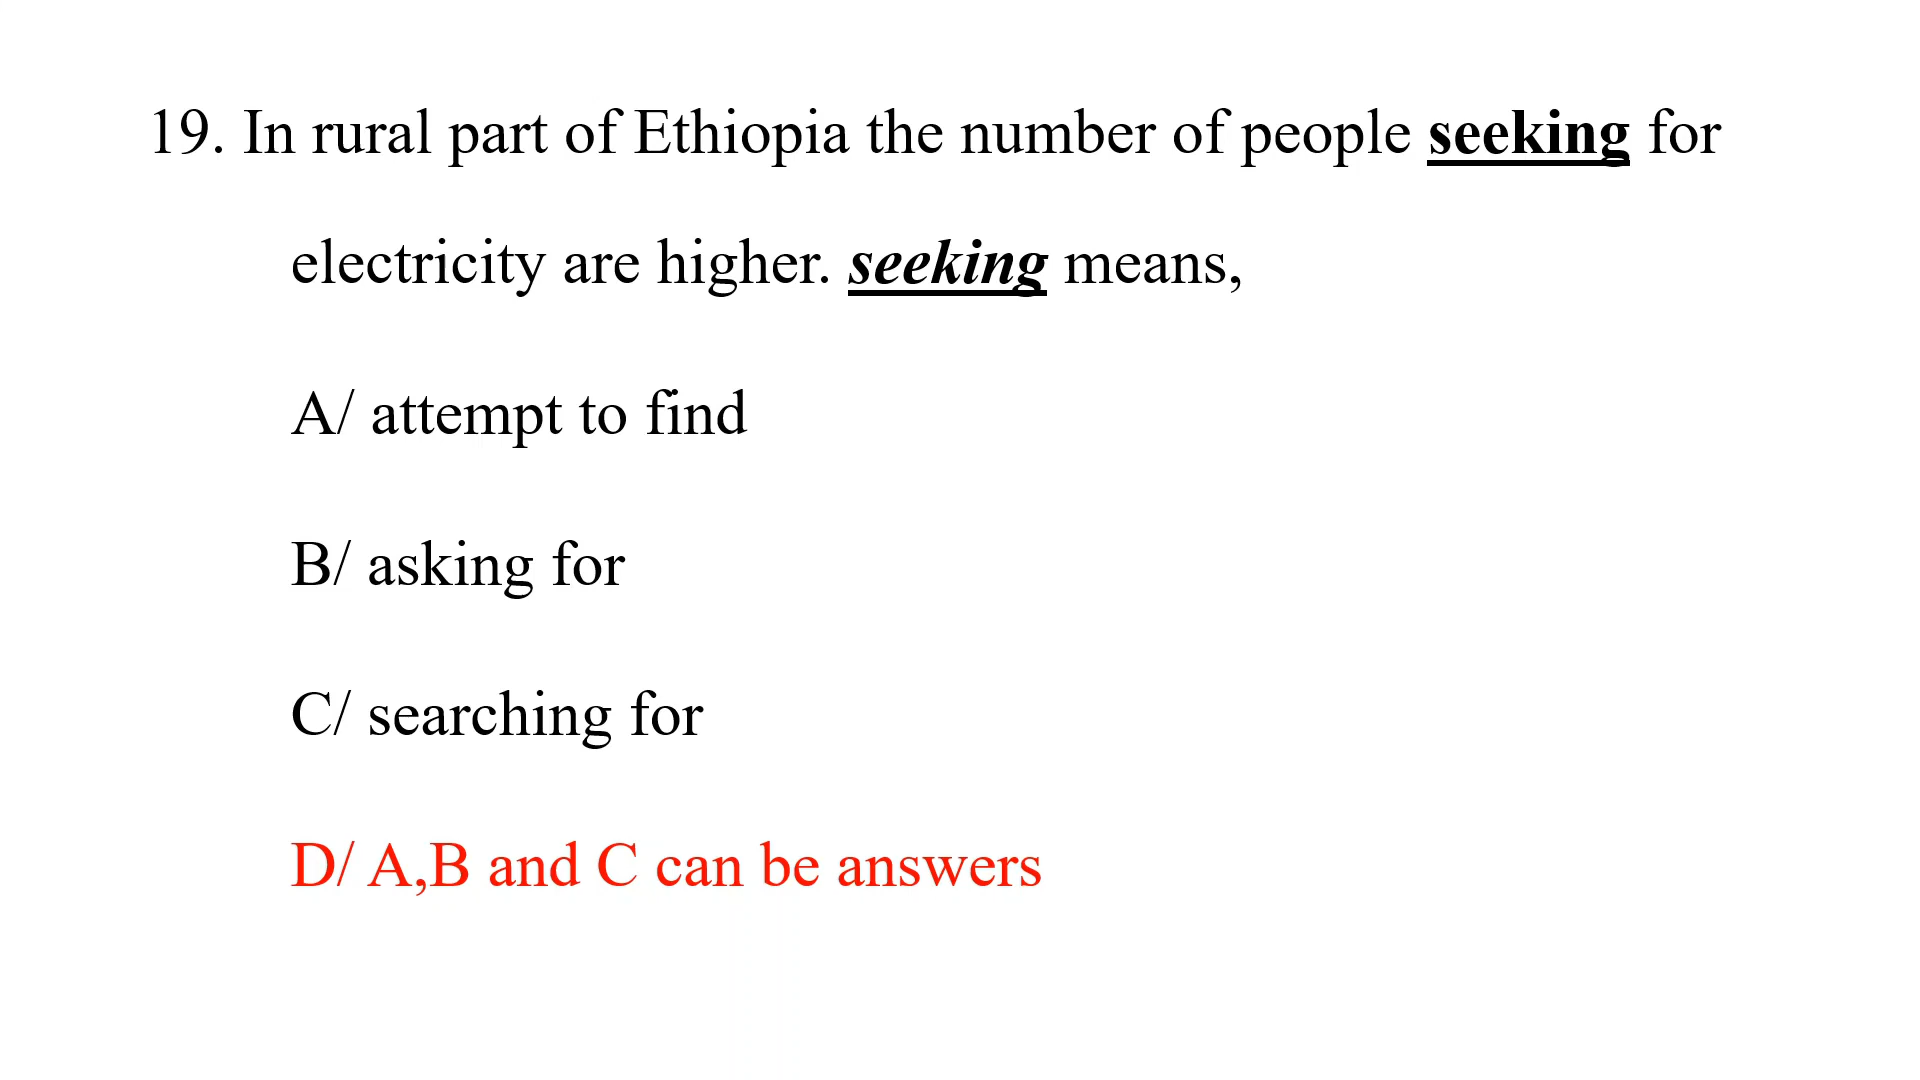 19. In rural part of Ethiopia the number of people seeking for
electricity are higher. seeking means,
A/ attempt to find
B/ asking for
C/ searching for
D/ A,B and C can be answers